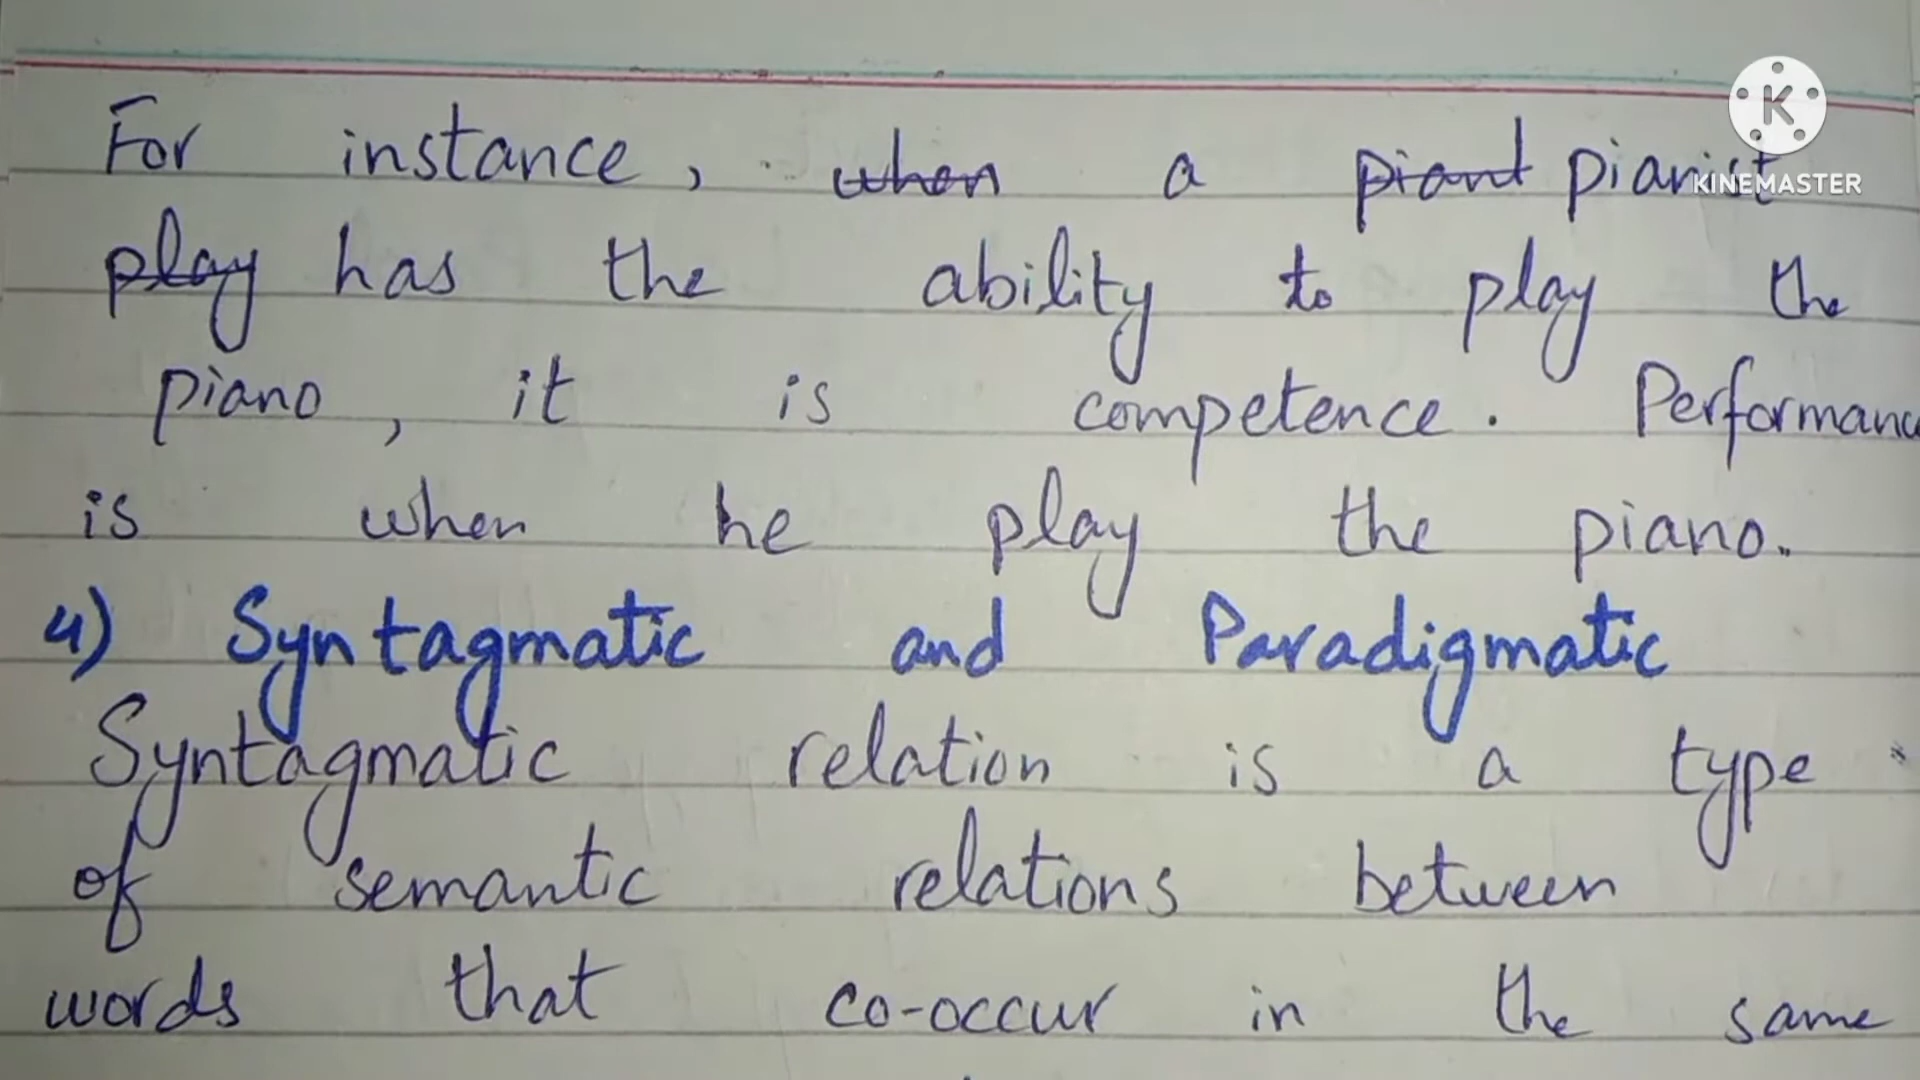 For instance, when a piant pianist
play has the ability to play the
piano, it is competence. Performanc
is when he play the piano.
4) Syntagmatic and Paradigmatic
Syntagmatic relation is a type
of semantic relations between
words that co-occur in the same
K
KINEMASTER